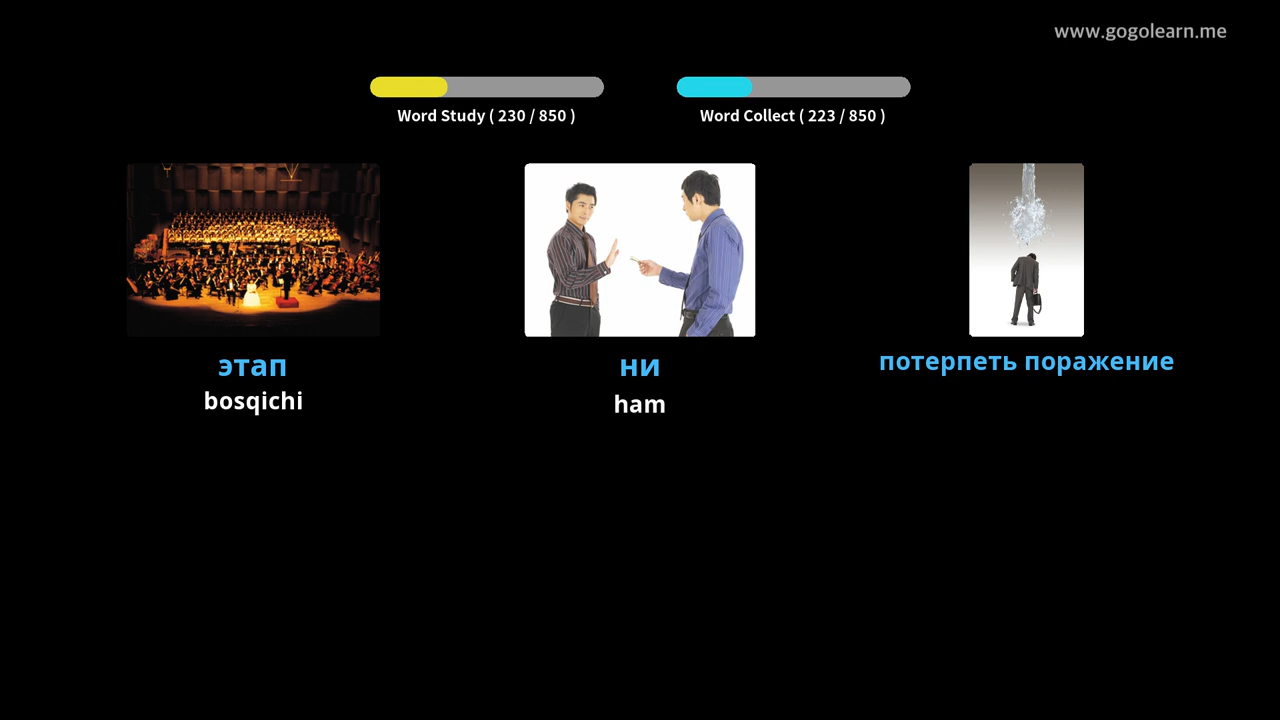 www.gogolearn.me
Word Study ( 230 / 850 )
Word Collect ( 223 / 850 )
этап
bosqichi
ни
ham
потерпеть поражение